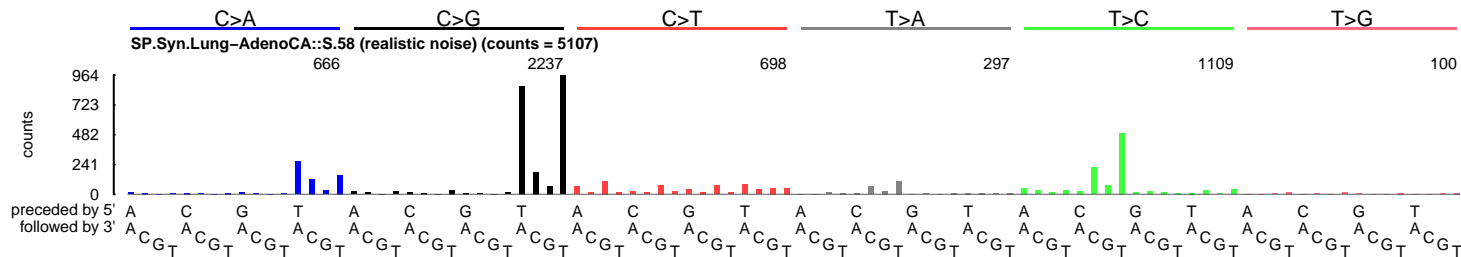 C>A C>G C>T T>A T>C T>G
SP.Syn.Lung−AdenoCA::S.58 (realistic noise) (counts = 5107)
666 2237 698 297 1109 100
964
723
482
241
0
counts
preceded by 5' A C G T A C G T A C G T A C G T A C G T A C G T
followed by 3' A C G T A C G T A C G T A C G T A C G T A C G T A C G T A C G T A C G T A C G T A C G T A C G T A C G T A C G T A C G T A C G T A C G T A C G T A C G T A C G T A C G T A C G T A C G T A C G T